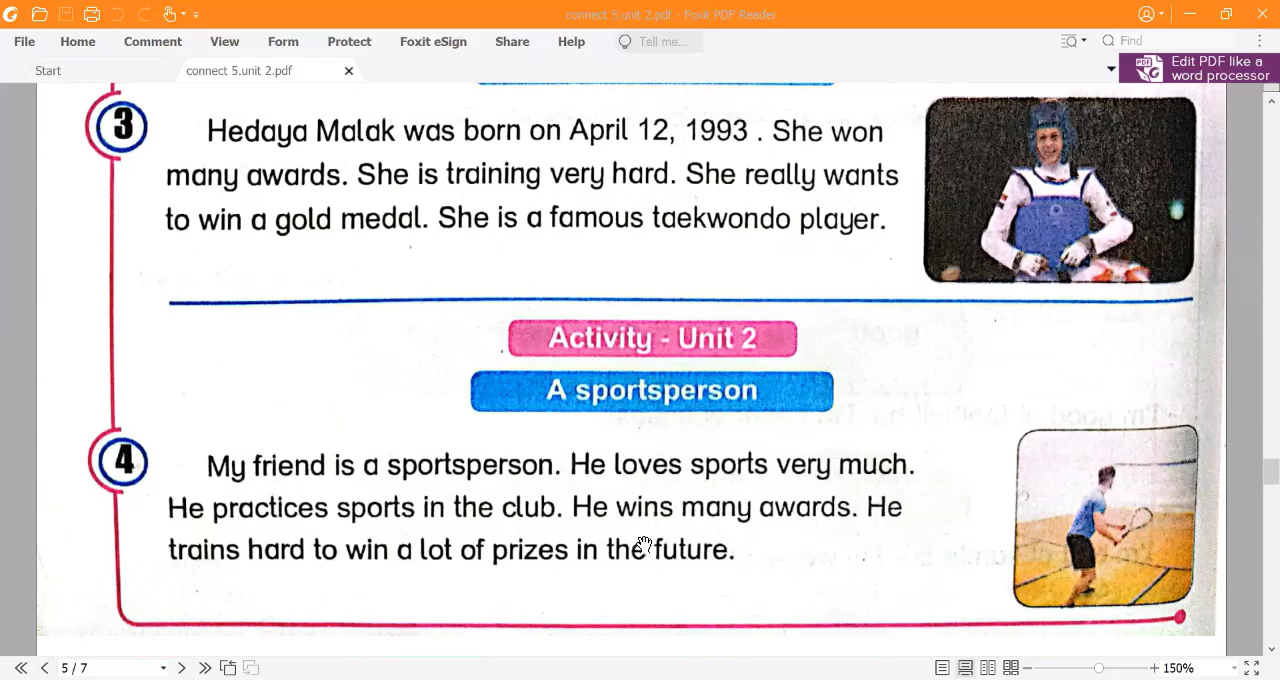 connect 5.unit 2.pdf - Foxit PDF Reader
File Home Comment View Form Protect Foxit eSign Share Help Tell me... Find
Start connect 5.unit 2.pdf
Edit PDF like a
word processor
3
Hedaya Malak was born on April 12, 1993 . She won
many awards. She is training very hard. She really wants
to win a gold medal. She is a famous taekwondo player.
Activity - Unit 2
A sportsperson
4
My friend is a sportsperson. He loves sports very much.
He practices sports in the club. He wins many awards. He
trains hard to win a lot of prizes in the future.
5 / 7
150%